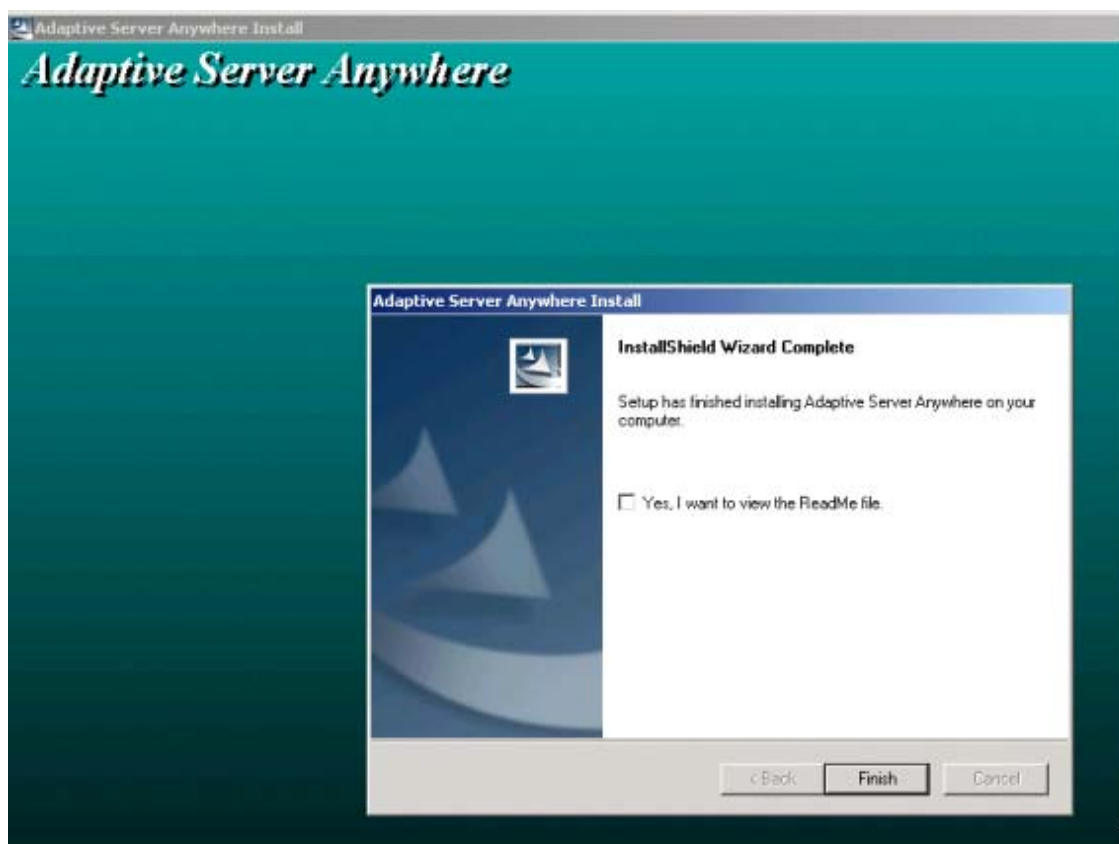 Adaptive Server Anywhere Install
Adaptive Server Anywhere
Adaptive Server Anywhere Install
InstallShield Wizard Complete
Setup has finished installing Adaptive Server Anywhere on your
computer.
Yes, I want to view the ReadMe file.
< Back Finish Cancel